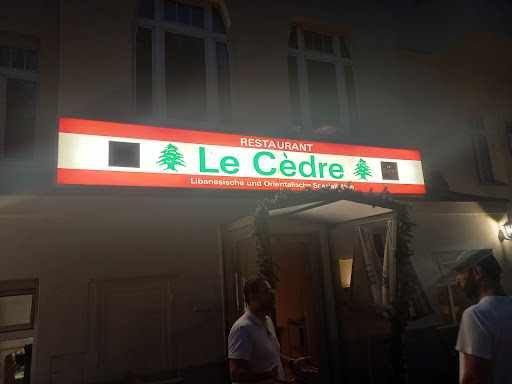 RESTAURANT
Le Cèdre
Libanesische und Orientalische Spezialitäten